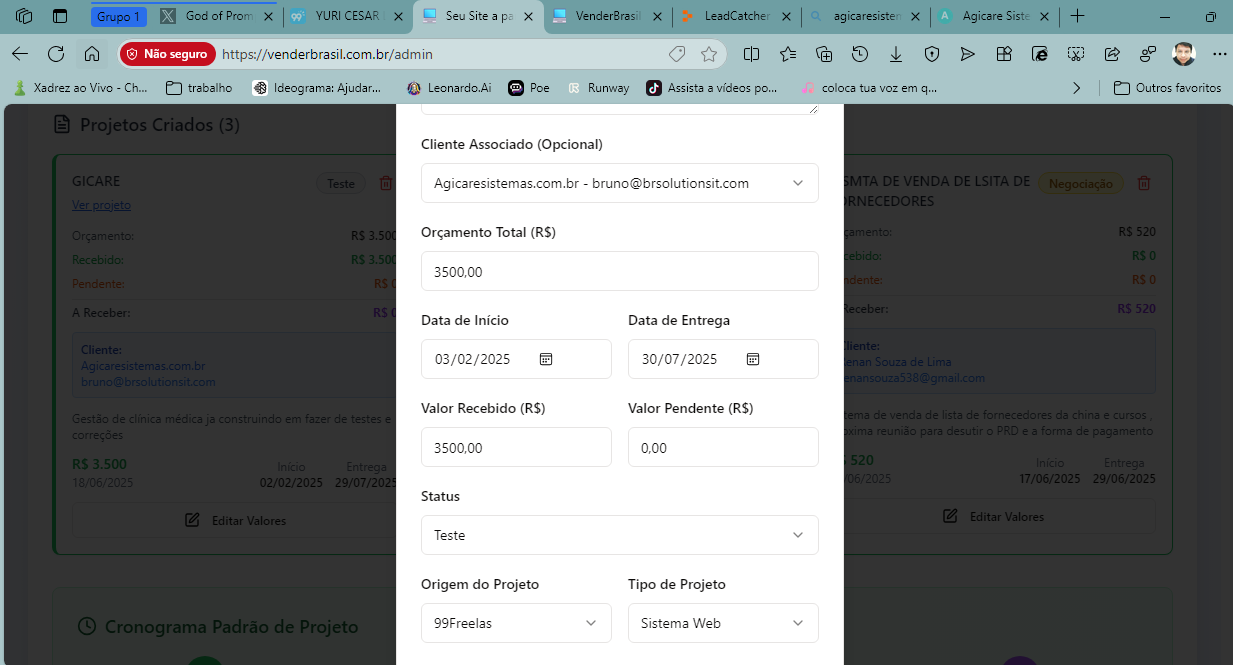 Grupo 1
God of Prom
YURI CESAR
Seu Site a pa
VenderBrasil
LeadCatcher
agicaresistem
Agicare Siste
Não seguro
https://venderbrasil.com.br/admin
Xadrez ao Vivo - Ch...
trabalho
Ideograma: Ajudar...
Leonardo.Ai
Poe
Runway
Assista a vídeos po...
coloca tua voz em q...
Outros favoritos
Projetos Criados (3)
GICARE
Teste
Ver projeto
Orçamento:
R$ 3.500
Recebido:
R$ 3.500
Pendente:
R$ 0
A Receber:
R$ 0
Cliente:
Agicaresistemas.com.br
bruno@brsolutionsit.com
Gestão de clínica médica ja construindo em fazer de testes e
correções
R$ 3.500
18/06/2025
Início
02/02/2025
Entrega
29/07/2025
Editar Valores
Cliente Associado (Opcional)
Agicaresistemas.com.br - bruno@brsolutionsit.com
Orçamento Total (R$)
3500,00
Data de Início
Data de Entrega
03/02/2025
30/07/2025
Valor Recebido (R$)
Valor Pendente (R$)
3500,00
0,00
Status
Teste
Origem do Projeto
Tipo de Projeto
99Freelas
Sistema Web
SMTA DE VENDA DE LSITA DE
ORNECEDORES
Negociação
çamento:
R$ 520
cebido:
R$ 0
ndente:
R$ 0
Receber:
R$ 520
liente:
enan Souza de Lima
enansouza538@gmail.com
tema de venda de lista de fornecedores da china e cursos ,
oxima reunião para desutir o PRD e a forma de pagamento
520
/06/2025
Início
17/06/2025
Entrega
29/06/2025
Editar Valores
Cronograma Padrão de Projeto